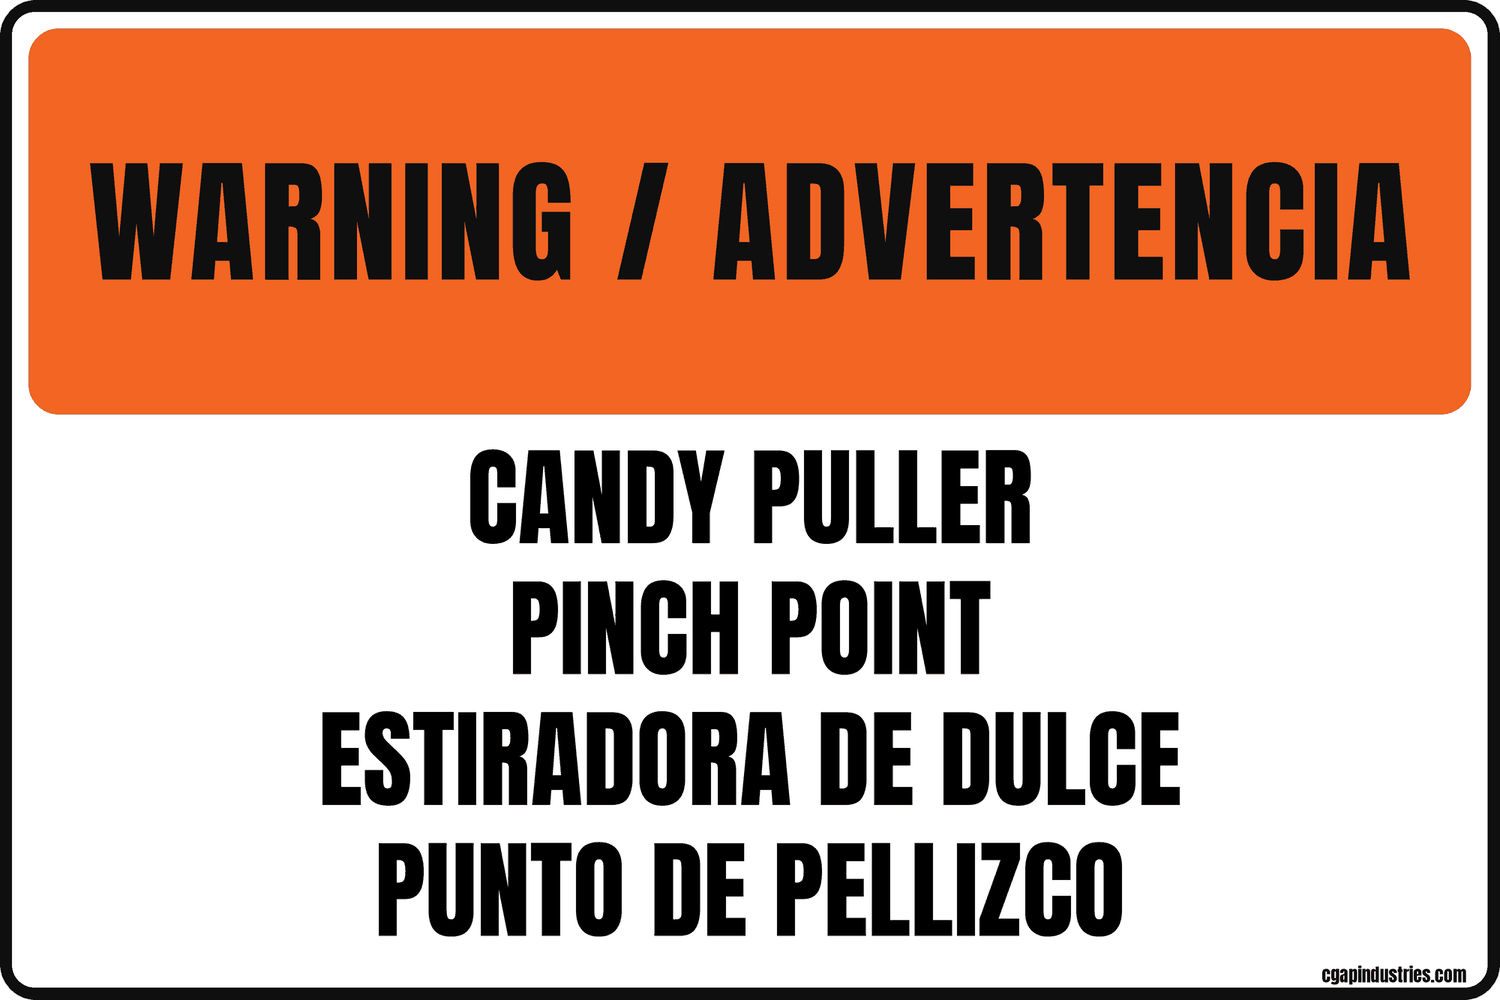 WARNING / ADVERTENCIA
CANDY PULLER
PINCH POINT
ESTIRADORA DE DULCE
PUNTO DE PELLIZCO
cgapindustries.com